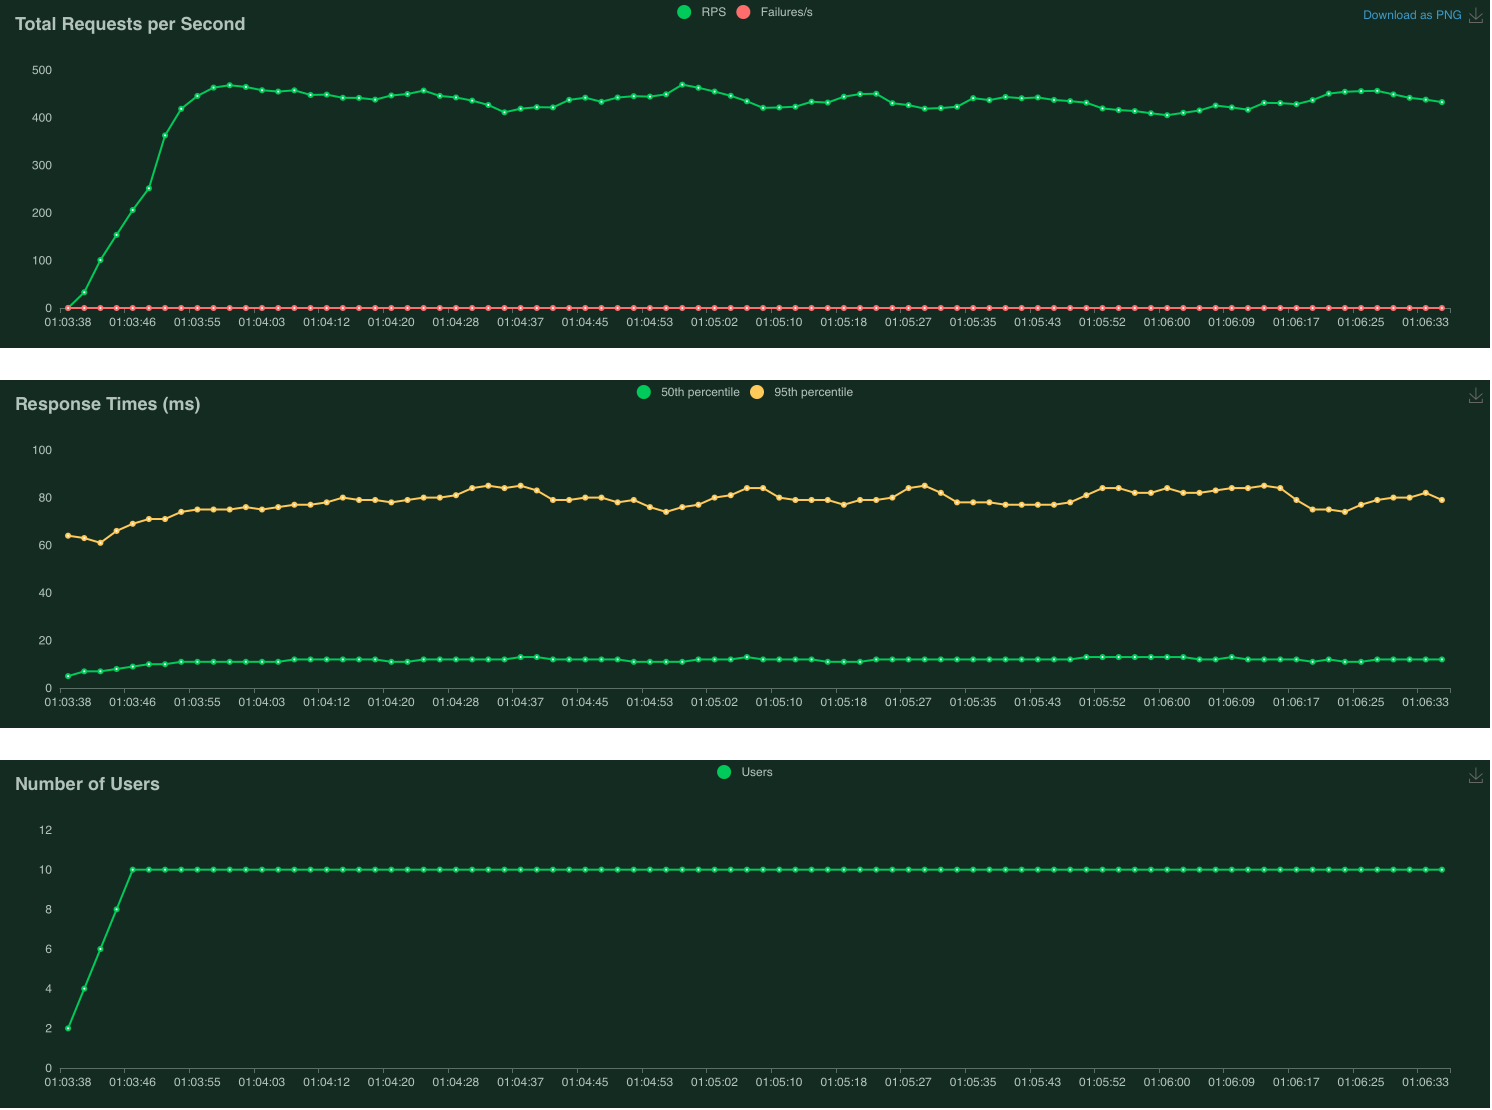 Total Requests per Second
RPS Failures/s
Download as PNG
500
400
300
200
100
0
01:03:38 01:03:46 01:03:55 01:04:03 01:04:12 01:04:20 01:04:28 01:04:37 01:04:45 01:04:53 01:05:02 01:05:10 01:05:18 01:05:27 01:05:35 01:05:43 01:05:52 01:06:00 01:06:09 01:06:17 01:06:25 01:06:33
Response Times (ms)
50th percentile 95th percentile
100
80
60
40
20
0
01:03:38 01:03:46 01:03:55 01:04:03 01:04:12 01:04:20 01:04:28 01:04:37 01:04:45 01:04:53 01:05:02 01:05:10 01:05:18 01:05:27 01:05:35 01:05:43 01:05:52 01:06:00 01:06:09 01:06:17 01:06:25 01:06:33
Number of Users
Users
12
10
8
6
4
2
0
01:03:38 01:03:46 01:03:55 01:04:03 01:04:12 01:04:20 01:04:28 01:04:37 01:04:45 01:04:53 01:05:02 01:05:10 01:05:18 01:05:27 01:05:35 01:05:43 01:05:52 01:06:00 01:06:09 01:06:17 01:06:25 01:06:33